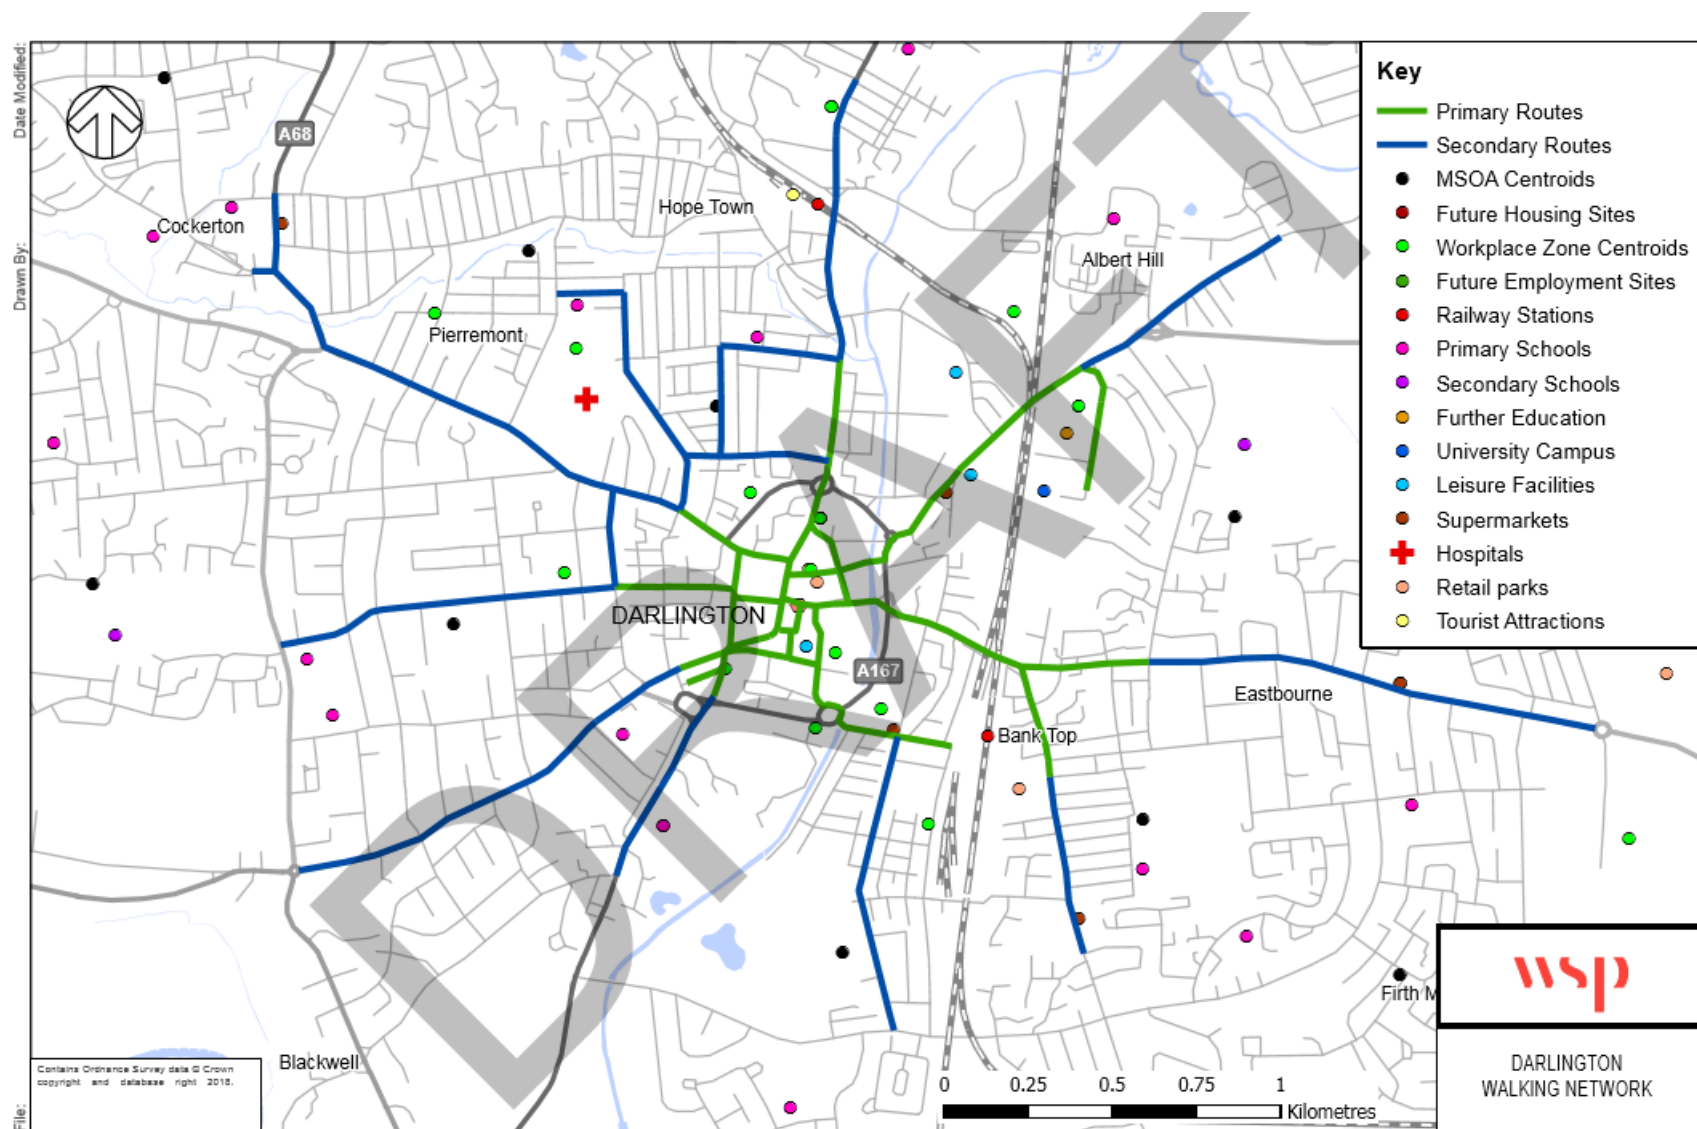 Date Modified:
Drawn By:
File:
A68
Cockerton
Hope Town
Albert Hill
Pierremont
DARLINGTON
A167
Eastbourne
Bank Top
Firth M
Blackwell
DRAFT
Key
Primary Routes
Secondary Routes
MSOA Centroids
Future Housing Sites
Workplace Zone Centroids
Future Employment Sites
Railway Stations
Primary Schools
Secondary Schools
Further Education
University Campus
Leisure Facilities
Supermarkets
Hospitals
Retail parks
Tourist Attractions
wsp
DARLINGTON
WALKING NETWORK
0 0.25 0.5 0.75 1
Kilometres
Contains Ordnance Survey data © Crown
copyright and database right 2018.